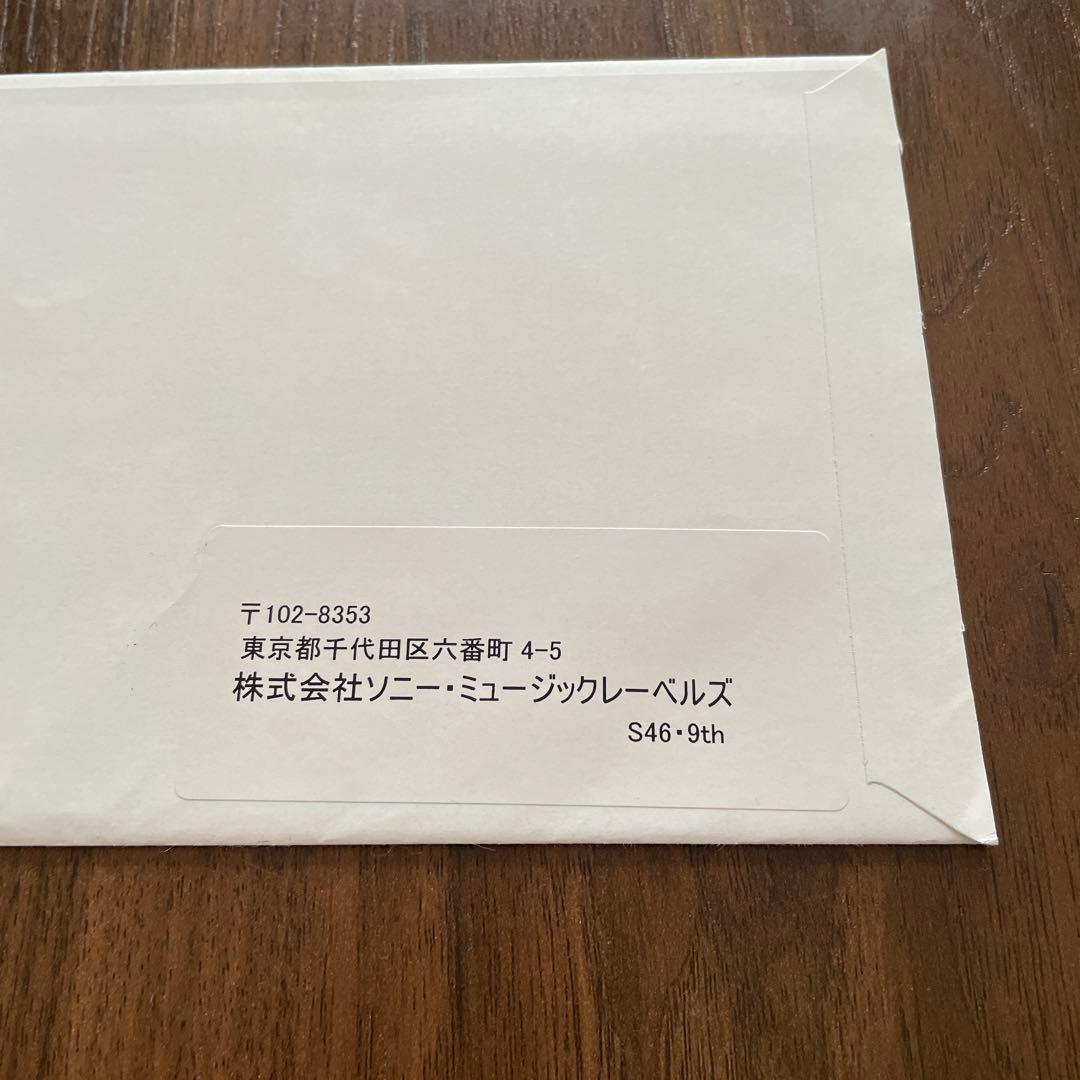 〒102-8353
東京都千代田区六番町 4-5
株式会社ソニー・ミュージックレーベルズ
S46・9th